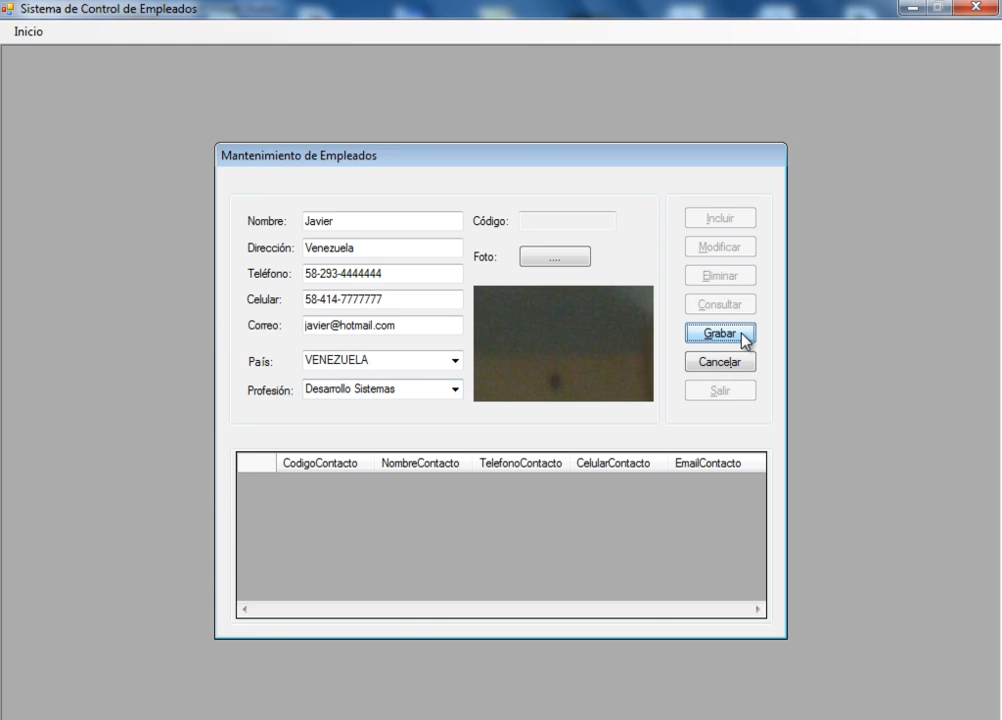 Sistema de Control de Empleados
Inicio
Mantenimiento de Empleados
Nombre: Javier
Dirección: Venezuela
Teléfono: 58-293-4444444
Celular: 58-414-7777777
Correo: javier@hotmail.com
País: VENEZUELA
Profesión: Desarrollo Sistemas
Código:
Foto: ....
Incluir
Modificar
Eliminar
Consultar
Grabar
Cancelar
Salir
CodigoContacto NombreContacto TelefonoContacto CelularContacto EmailContacto